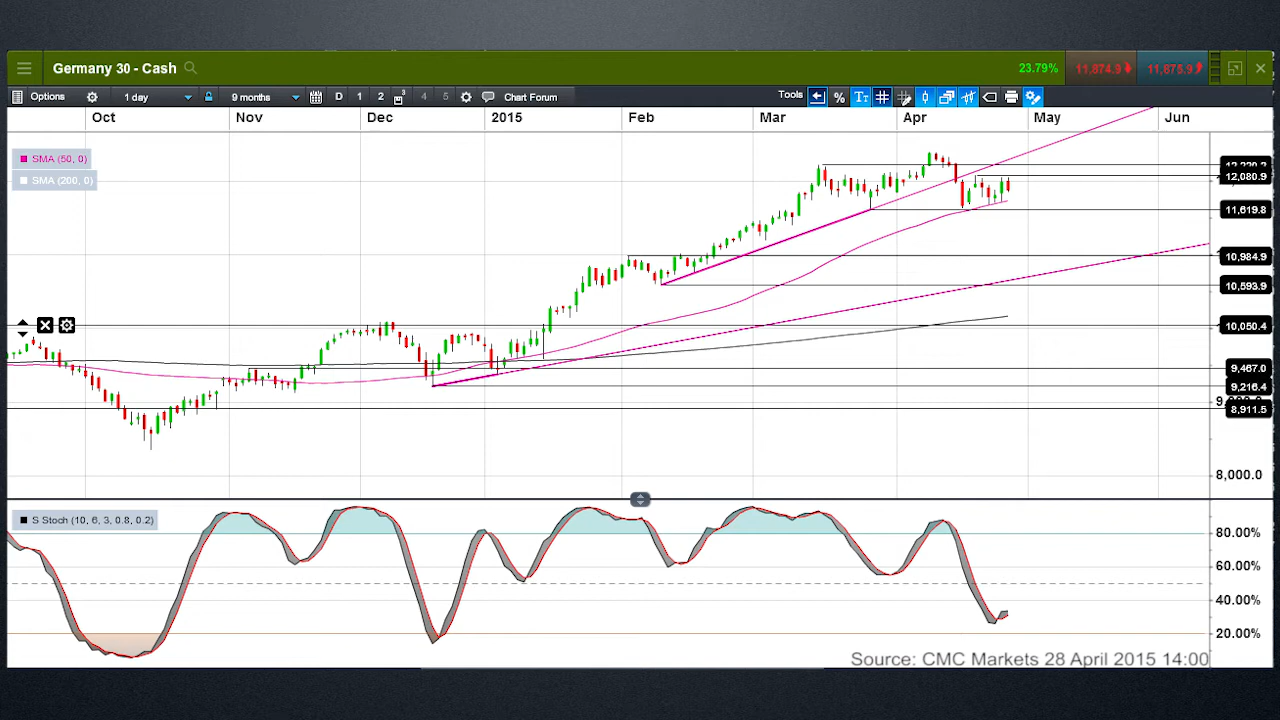 Germany 30 - Cash
23.79%
11,874.9
11,875.9
Options
1 day
9 months
D
1
2
3
4
5
Chart Forum
Tools
%
Oct
Nov
Dec
2015
Feb
Mar
Apr
May
Jun
SMA (50, 0)
SMA (200, 0)
12,080.9
11,619.8
10,984.9
10,593.9
10,050.4
9,467.0
9,216.4
8,911.5
8,000.0
S Stoch (10, 6, 3, 0.8, 0.2)
80.00%
60.00%
40.00%
20.00%
Source: CMC Markets 28 April 2015 14:00